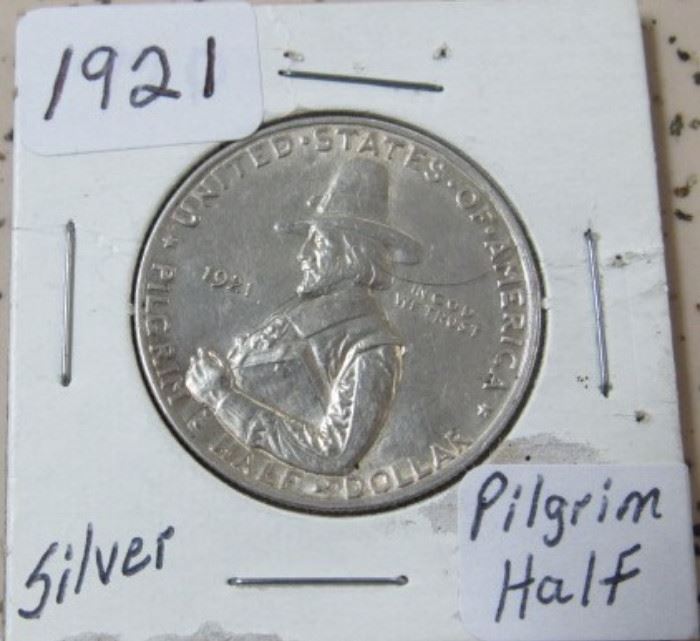 1921
UNITED·STATES·OF·AMERICA
1921
IN GOD
WE TRUST
PILGRIM
HALF DOLLAR
Silver
Pilgrim
Half